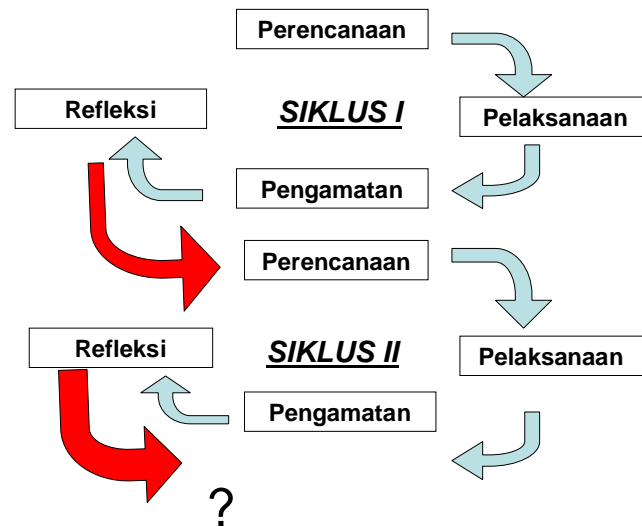 Perencanaan
Refleksi
SIKLUS I
Pelaksanaan
Pengamatan
Perencanaan
Refleksi
SIKLUS II
Pelaksanaan
Pengamatan
?